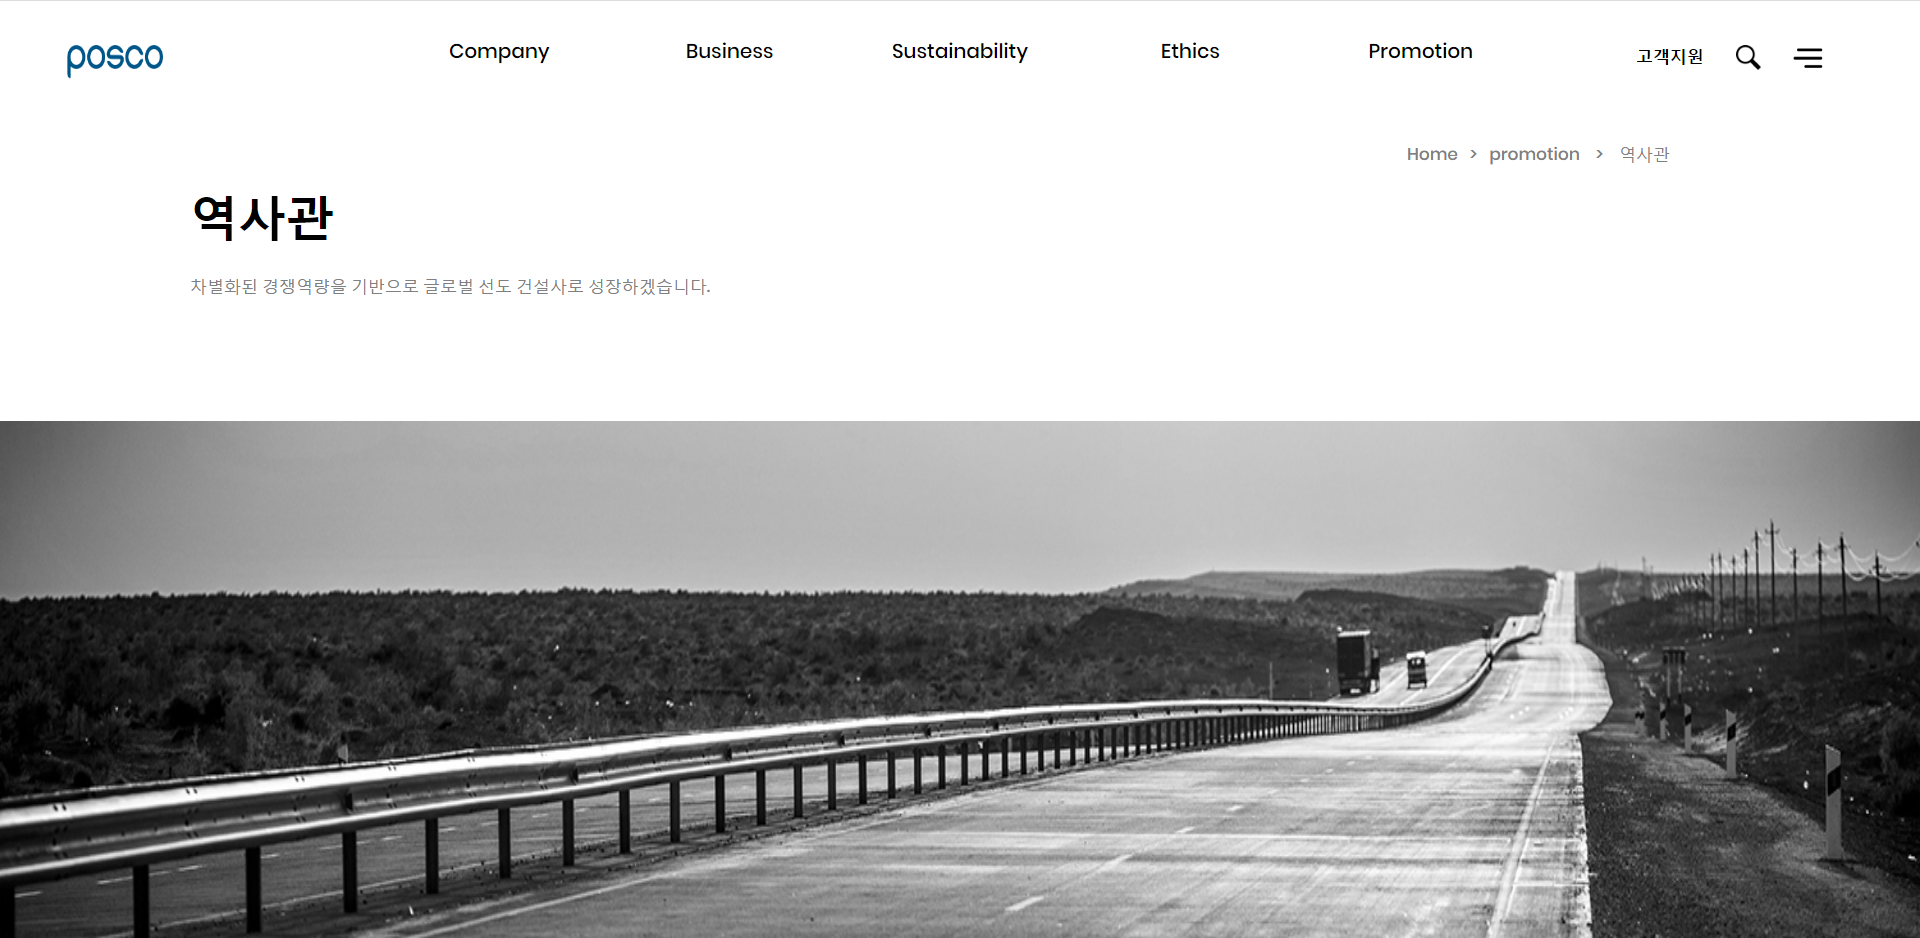 posco
Company Business Sustainability Ethics Promotion 고객지원
Home > promotion > 역사관
역사관
차별화된 경쟁역량을 기반으로 글로벌 선도 건설사로 성장하겠습니다.